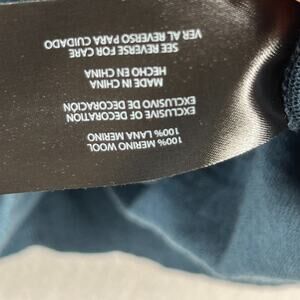 100% MERINO WOOL
100% LANA MERINO
EXCLUSIVE OF DECORATION
EXCLUSIVO DE DECORACIÓN
MADE IN CHINA
HECHO EN CHINA
SEE REVERSE FOR CARE
VER AL REVERSO PARA CUIDADO